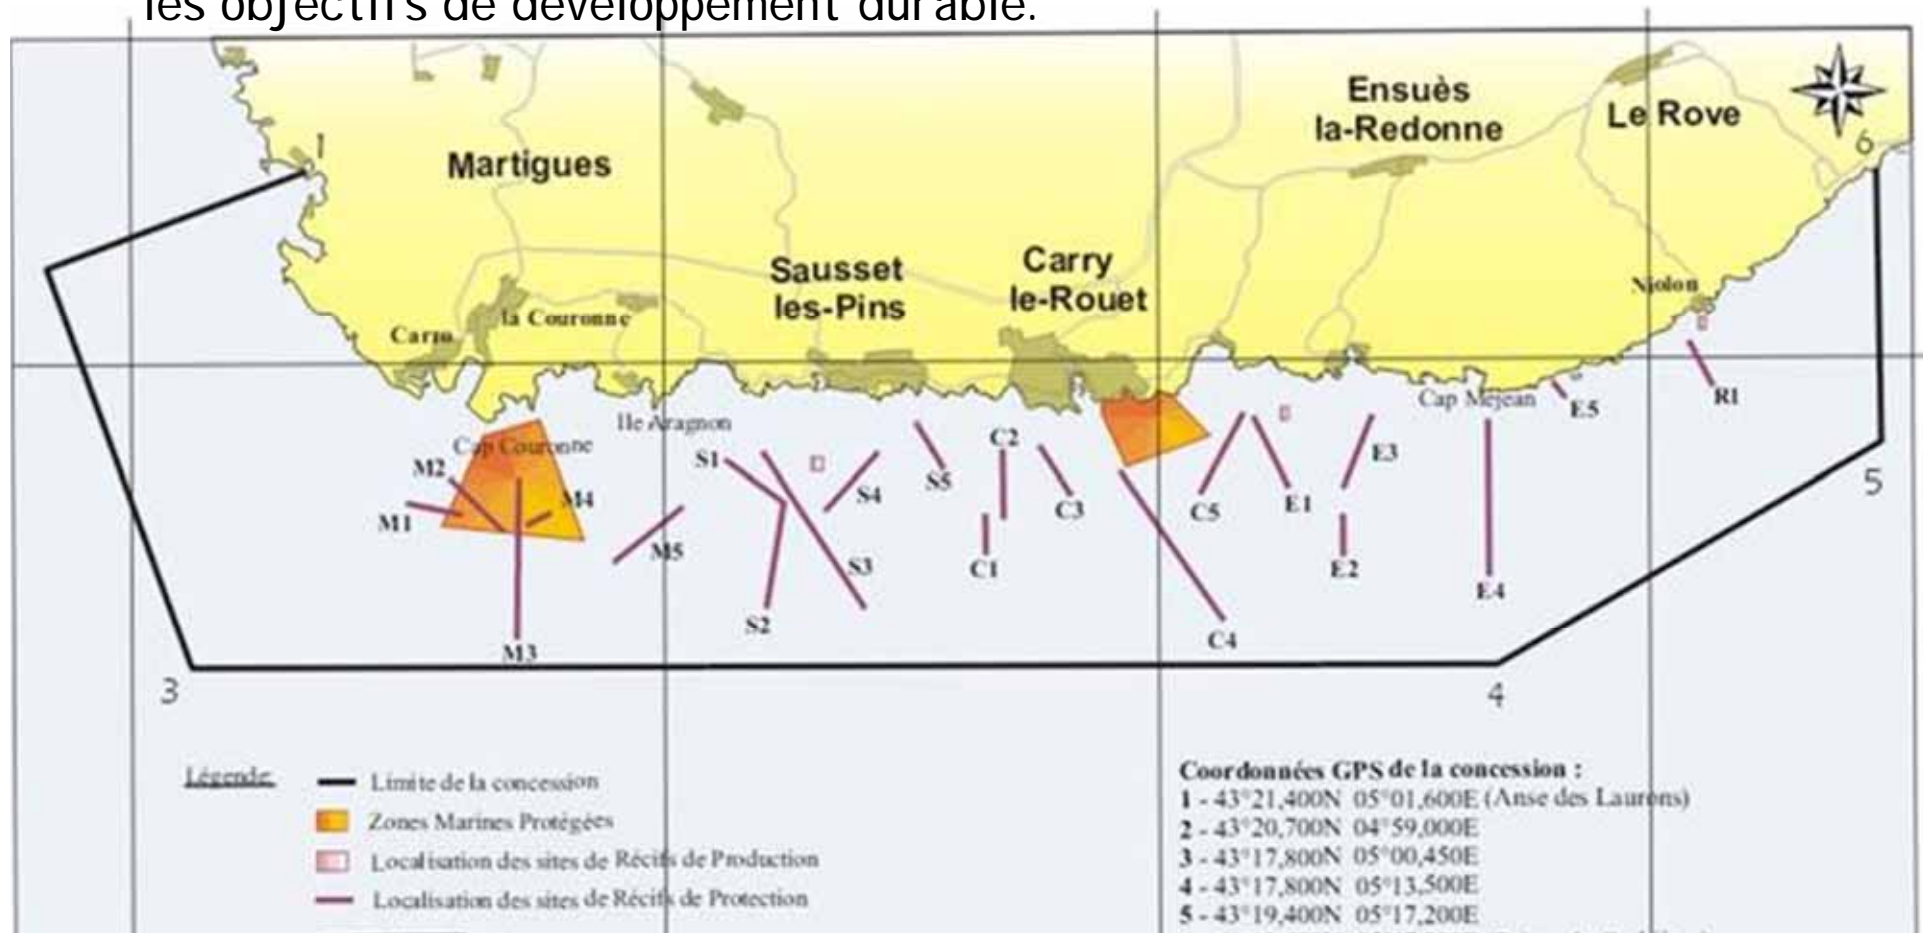 les objectifs de développement durable.
Ensuès
la-Redonne
Le Rove
6
1
Martigues
Sausset
les-Pins
Carry
le-Rouet
Niolon
la Couronne
Carro
Ile Aragnon
Cap Couronne
Cap Méjean
M2
M1
M4
M5
M3
S1
S4
S5
S3
S2
C2
C3
C1
C5
C4
E1
E3
E2
E4
E5
R1
5
3
4
Légende
Limite de la concession
Zones Marines Protégées
Localisation des sites de Récifs de Production
Localisation des sites de Récifs de Protection
Coordonnées GPS de la concession :
1 - 43°21,400N 05°01,600E (Anse des Laurons)
2 - 43°20,700N 04°59,000E
3 - 43°17,800N 05°00,450E
4 - 43°17,800N 05°13,500E
5 - 43°19,400N 05°17,200E